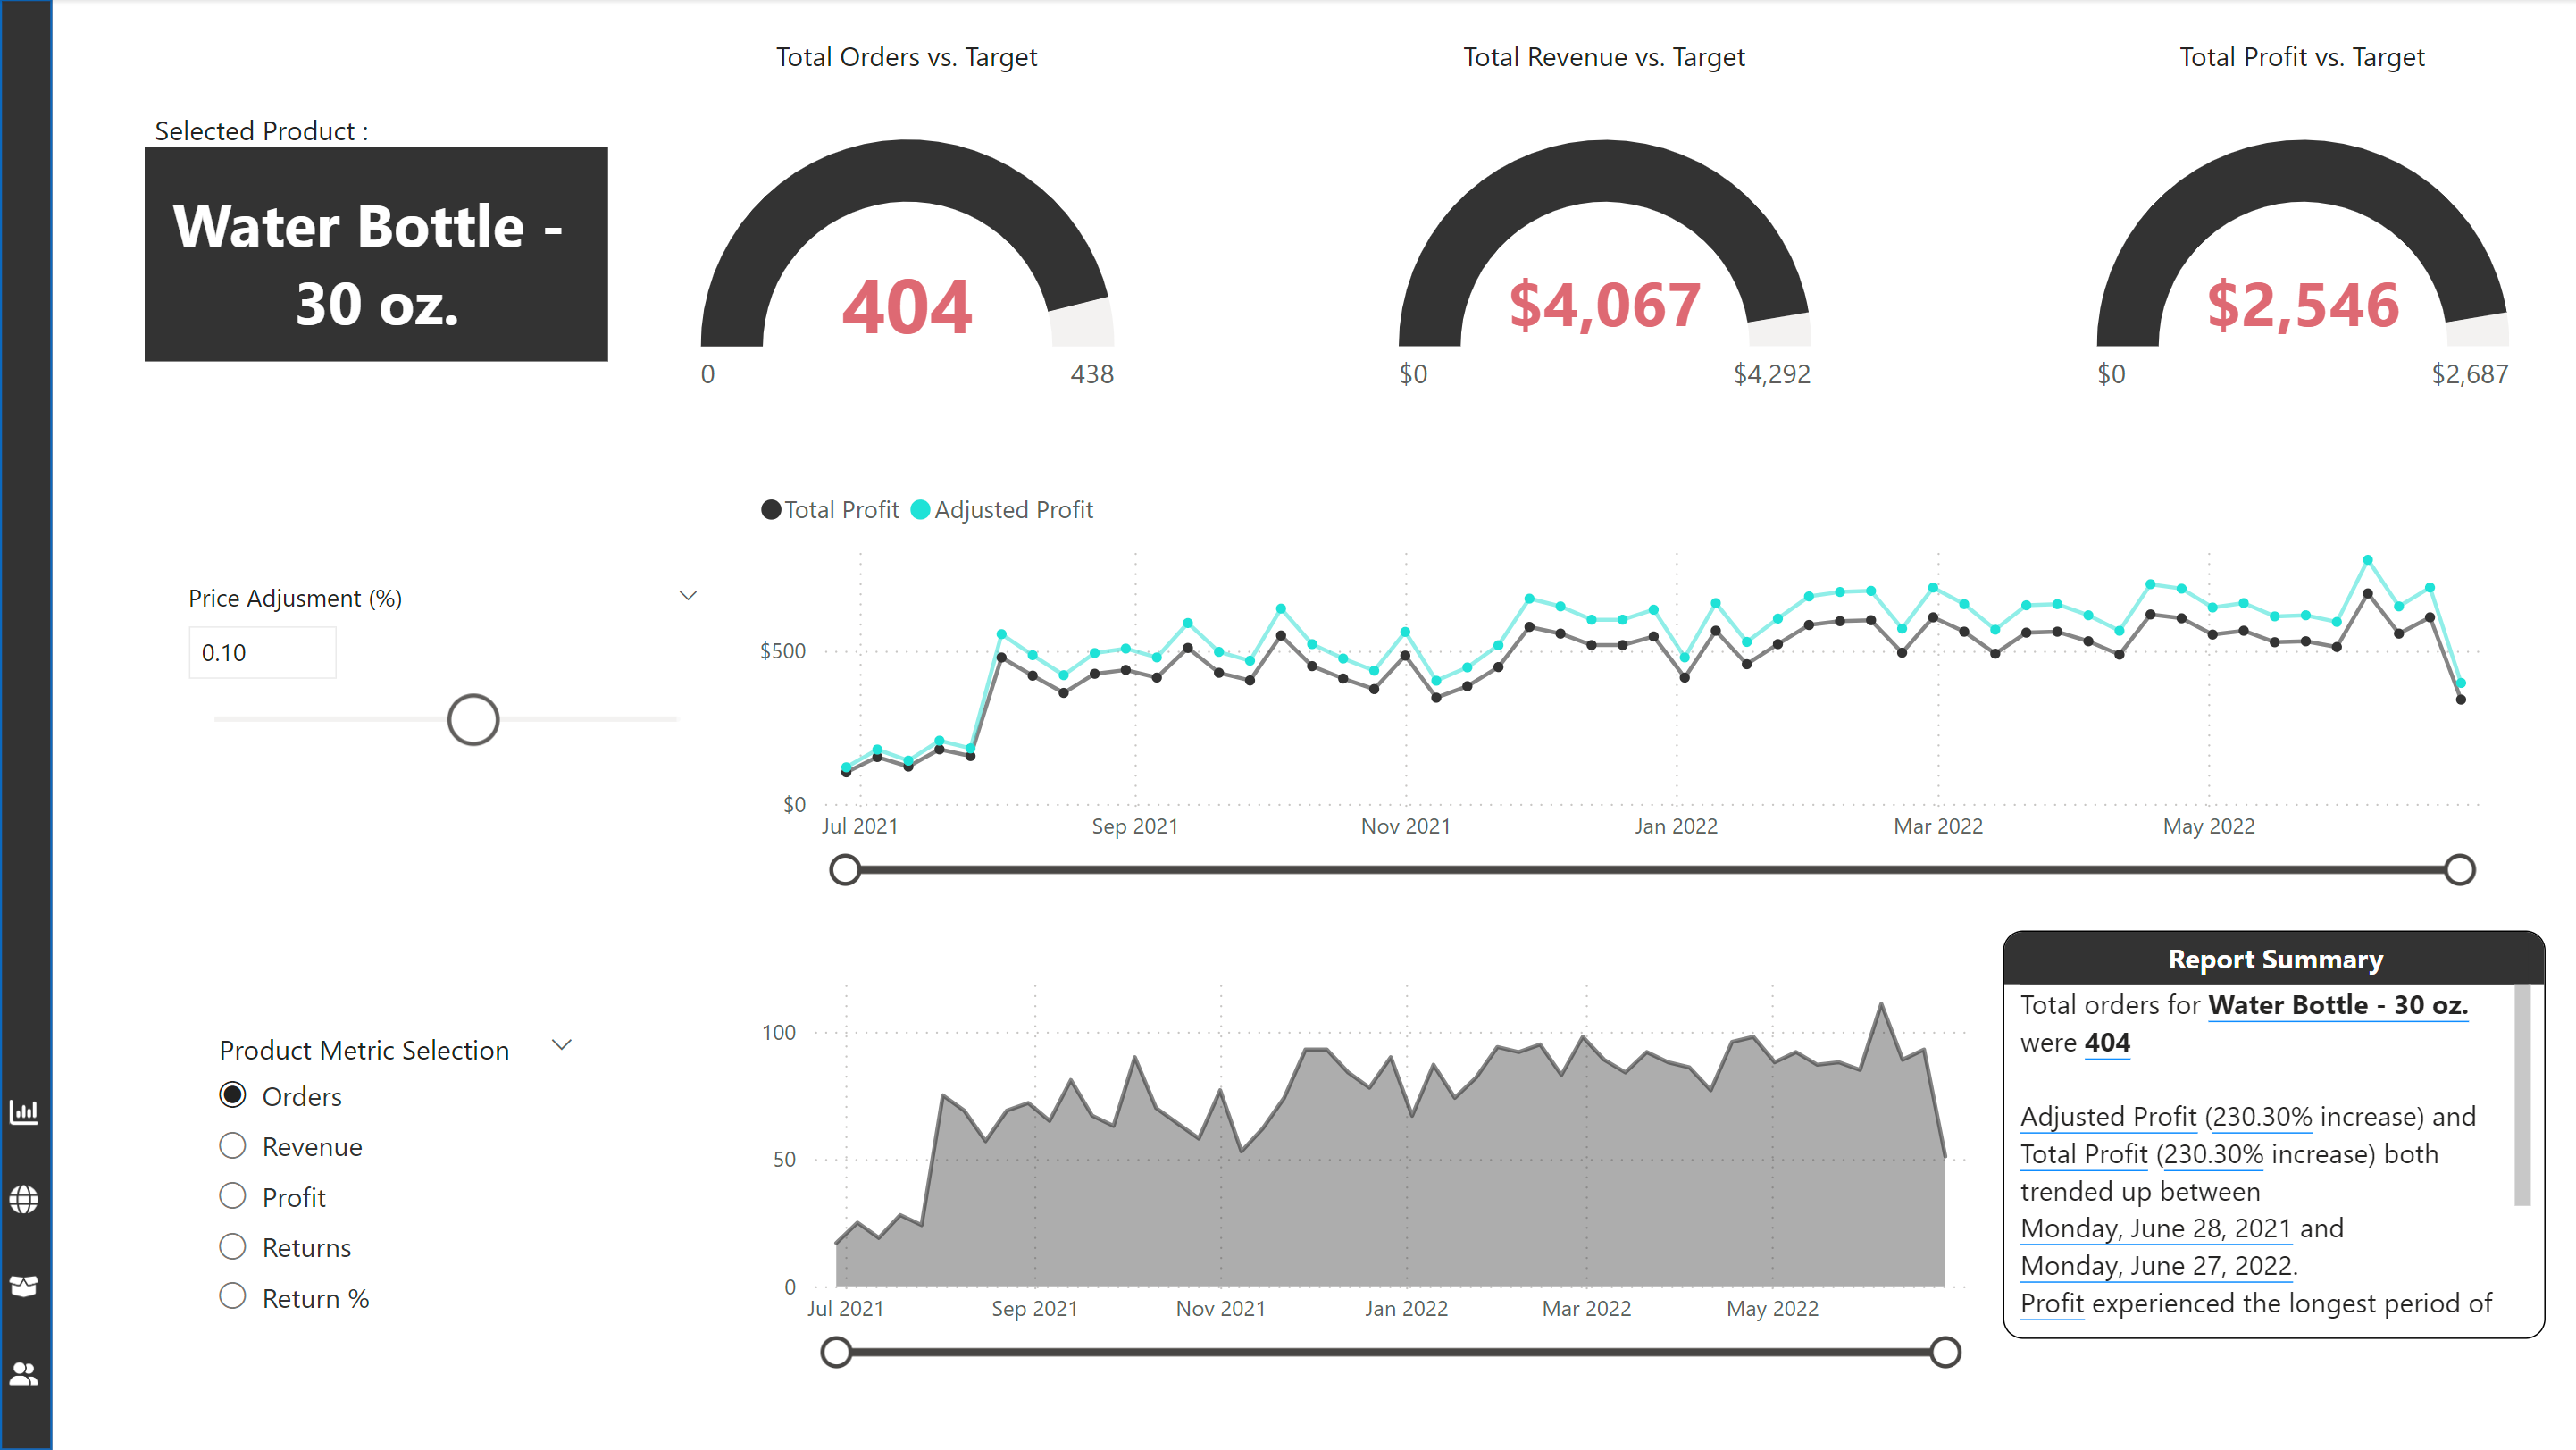 Total Orders vs. Target
Total Revenue vs. Target
Total Profit vs. Target
Selected Product :
Water Bottle -
30 oz.
404
0
438
$4,067
$0
$4,292
$2,546
$0
$2,687
Total Profit
Adjusted Profit
Price Adjusment (%)
0.10
$500
$0
Jul 2021
Sep 2021
Nov 2021
Jan 2022
Mar 2022
May 2022
Product Metric Selection
Orders
Revenue
Profit
Returns
Return %
100
50
0
Jul 2021
Sep 2021
Nov 2021
Jan 2022
Mar 2022
May 2022
Report Summary
Total orders for Water Bottle - 30 oz.
were 404
Adjusted Profit (230.30% increase) and
Total Profit (230.30% increase) both
trended up between
Monday, June 28, 2021 and
Monday, June 27, 2022.
Profit experienced the longest period of